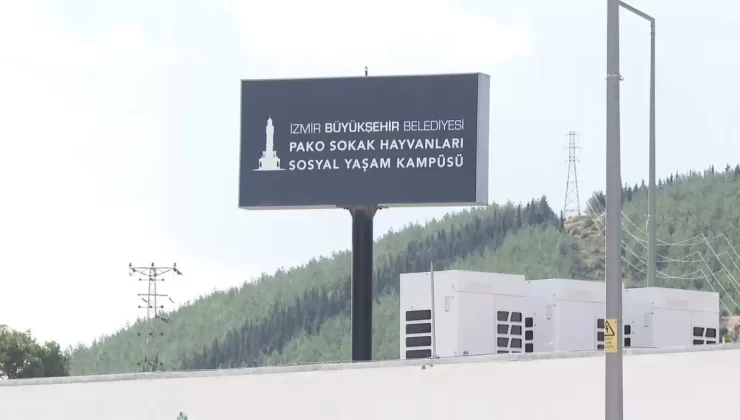 İZMİR BÜYÜKŞEHİR BELEDİYESİ
PAKO SOKAK HAYVANLARI
SOSYAL YAŞAM KAMPÜSÜ